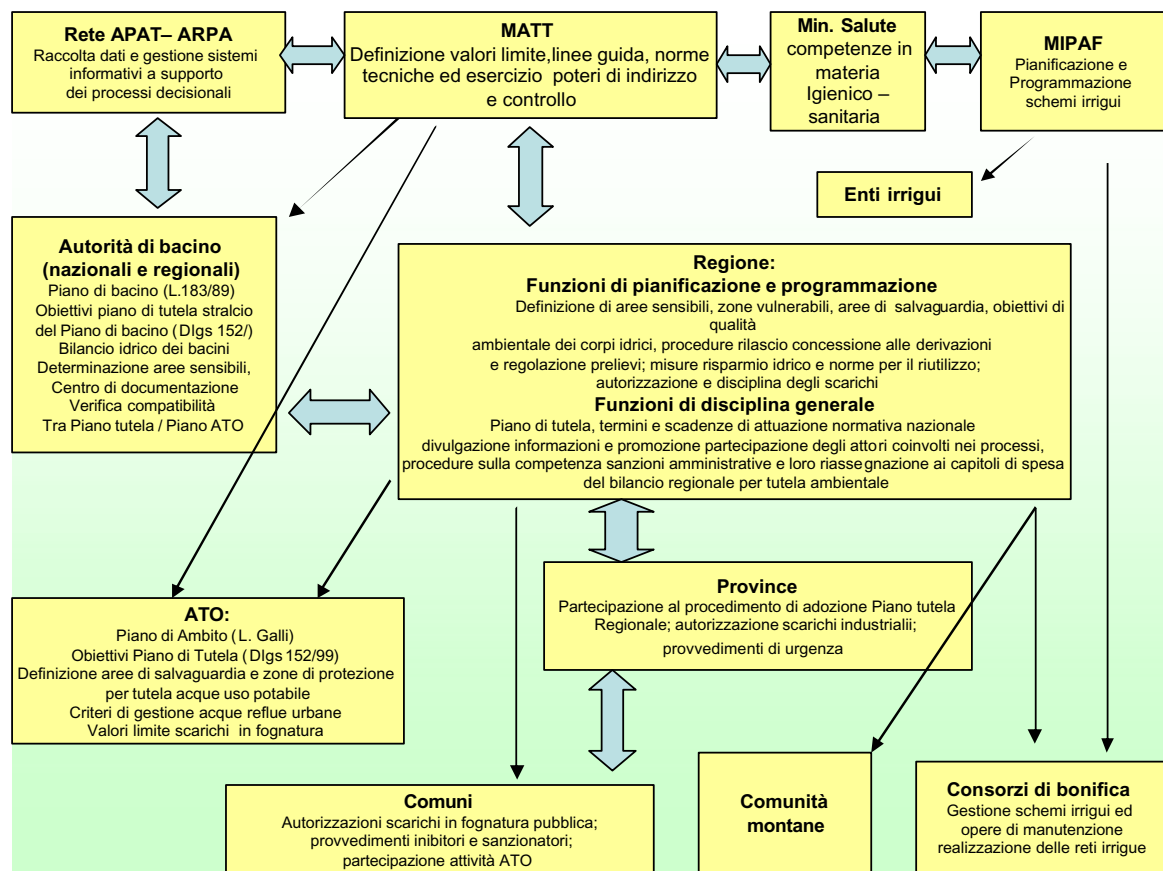 Rete APAT– ARPA
Raccolta dati e gestione sistemi
informativi a supporto
dei processi decisionali
MATT
Definizione valori limite,linee guida, norme
tecniche ed esercizio poteri di indirizzo
e controllo
Min. Salute
competenze in
materia
Igienico –
sanitaria
MIPAF
Pianificazione e
Programmazione
schemi irrigui
Enti irrigui
Autorità di bacino
(nazionali e regionali)
Piano di bacino (L.183/89)
Obiettivi piano di tutela stralcio
del Piano di bacino (Dlgs 152/)
Bilancio idrico dei bacini
Determinazione aree sensibili,
Centro di documentazione
Verifica compatibilità
Tra Piano tutela / Piano ATO
Regione:
Funzioni di pianificazione e programmazione
Definizione di aree sensibili, zone vulnerabili, aree di salvaguardia, obiettivi di
qualità
ambientale dei corpi idrici, procedure rilascio concessione alle derivazioni
e regolazione prelievi; misure risparmio idrico e norme per il riutilizzo;
autorizzazione e disciplina degli scarichi
Funzioni di disciplina generale
Piano di tutela, termini e scadenze di attuazione normativa nazionale
divulgazione informazioni e promozione partecipazione degli attori coinvolti nei processi,
procedure sulla competenza sanzioni amministrative e loro riassegnazione ai capitoli di spesa
del bilancio regionale per tutela ambientale
Province
Partecipazione al procedimento di adozione Piano tutela
Regionale; autorizzazione scarichi industrialii;
provvedimenti di urgenza
ATO:
Piano di Ambito (L. Galli)
Obiettivi Piano di Tutela (Dlgs 152/99)
Definizione aree di salvaguardia e zone di protezione
per tutela acque uso potabile
Criteri di gestione acque reflue urbane
Valori limite scarichi in fognatura
Comuni
Autorizzazioni scarichi in fognatura pubblica;
provvedimenti inibitori e sanzionatori;
partecipazione attività ATO
Comunità
montane
Consorzi di bonifica
Gestione schemi irrigui ed
opere di manutenzione
realizzazione delle reti irrigue